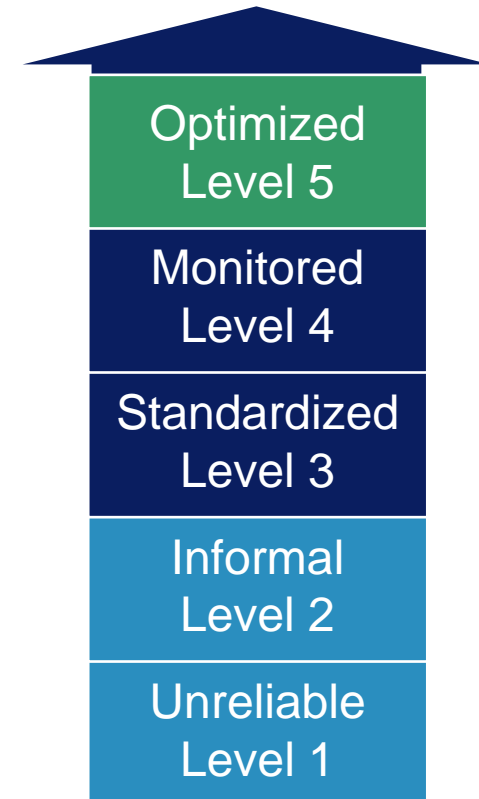 Optimized
Level 5
Monitored
Level 4
Standardized
Level 3
Informal
Level 2
Unreliable
Level 1